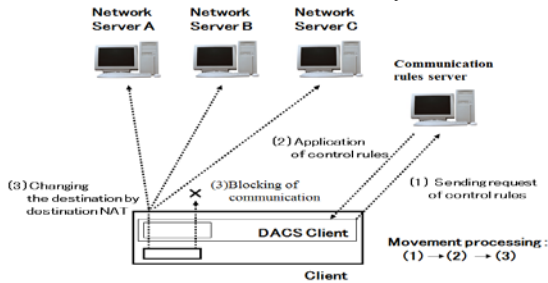 Network
Server A
Network
Server B
Network
Server C
Communication
rules server
(2) Application
of control rules
(3) Changing
the destination by
destination NAT
(3)Blocking of
communication
(1) Sending request
of control rules
DACS Client
Movement processing :
(1) →(2) →(3)
Client